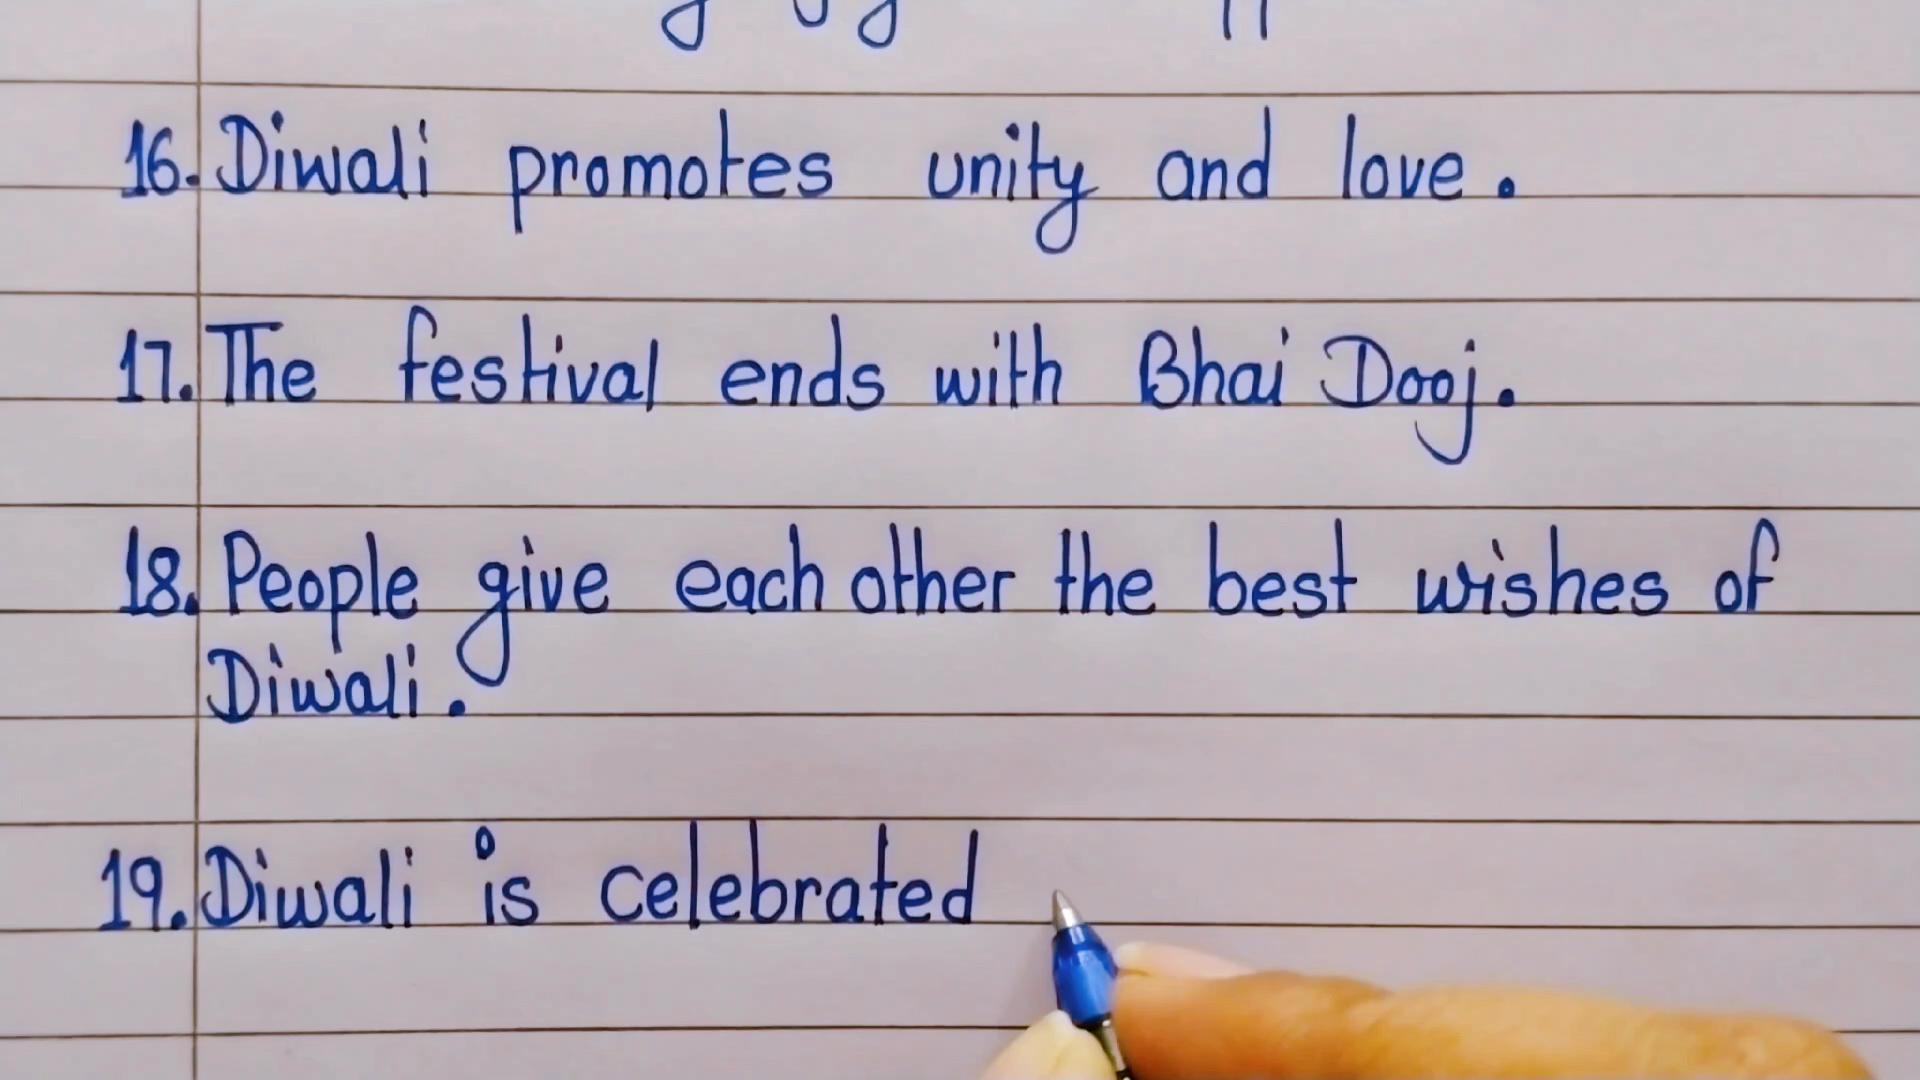 16. Diwali promotes unity and love.
17. The festival ends with Bhai Dooj.
18. People give each other the best wishes of
Diwali.
19. Diwali is celebrated